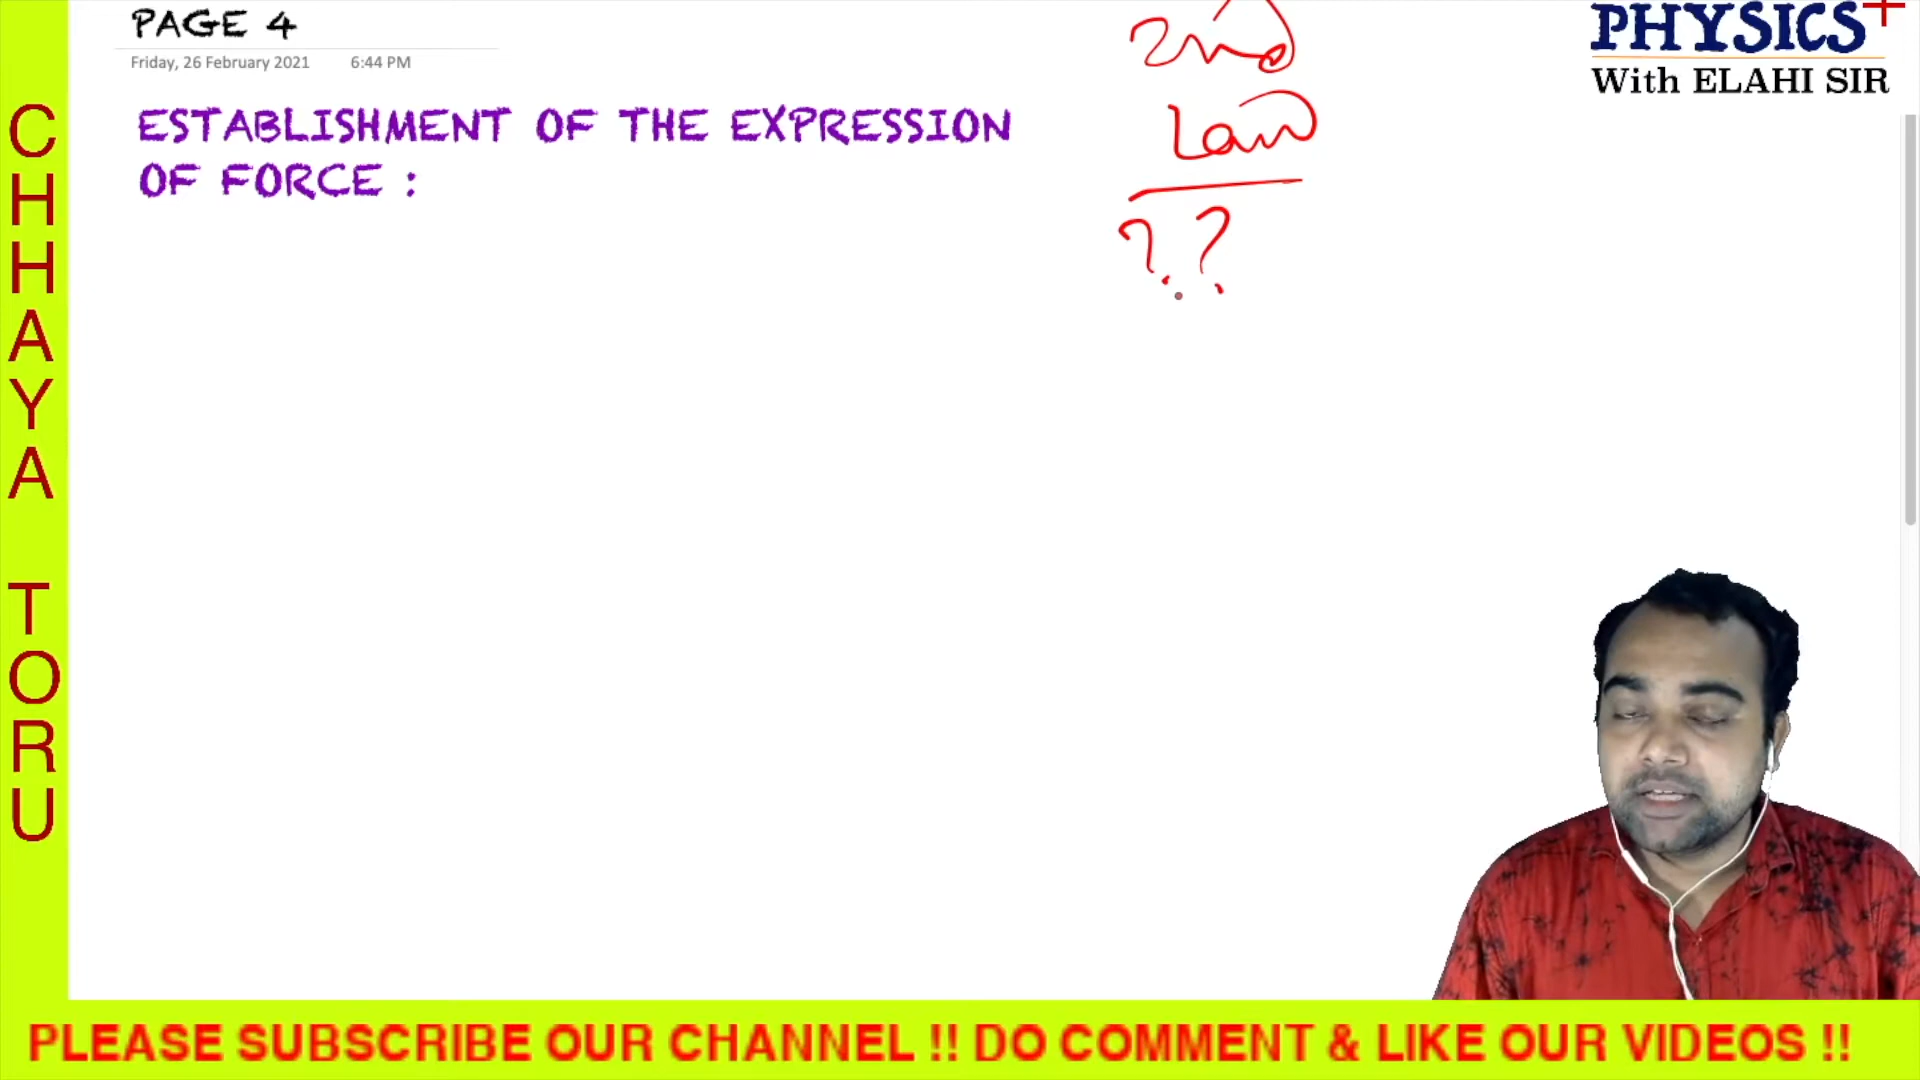 CHHAYA TORU
PAGE 4
Friday, 26 February 2021 6:44 PM
ESTABLISHMENT OF THE EXPRESSION
OF FORCE :
2nd
Law
??
PHYSICS+
With ELAHI SIR
PLEASE SUBSCRIBE OUR CHANNEL !! DO COMMENT & LIKE OUR VIDEOS !!